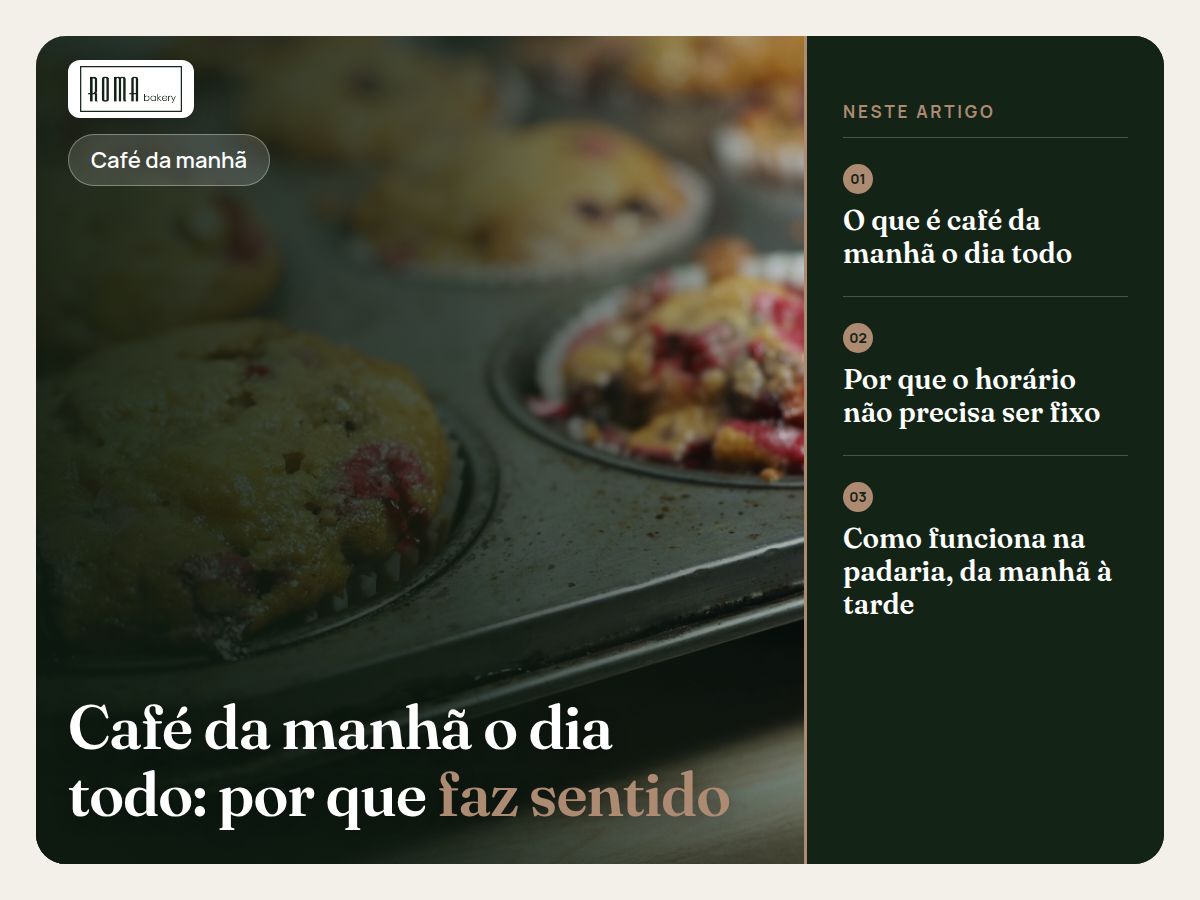 ROMA bakery
Café da manhã
Café da manhã o dia
todo: por que faz sentido
NESTE ARTIGO
01
O que é café da
manhã o dia todo
02
Por que o horário
não precisa ser fixo
03
Como funciona na
padaria, da manhã à
tarde